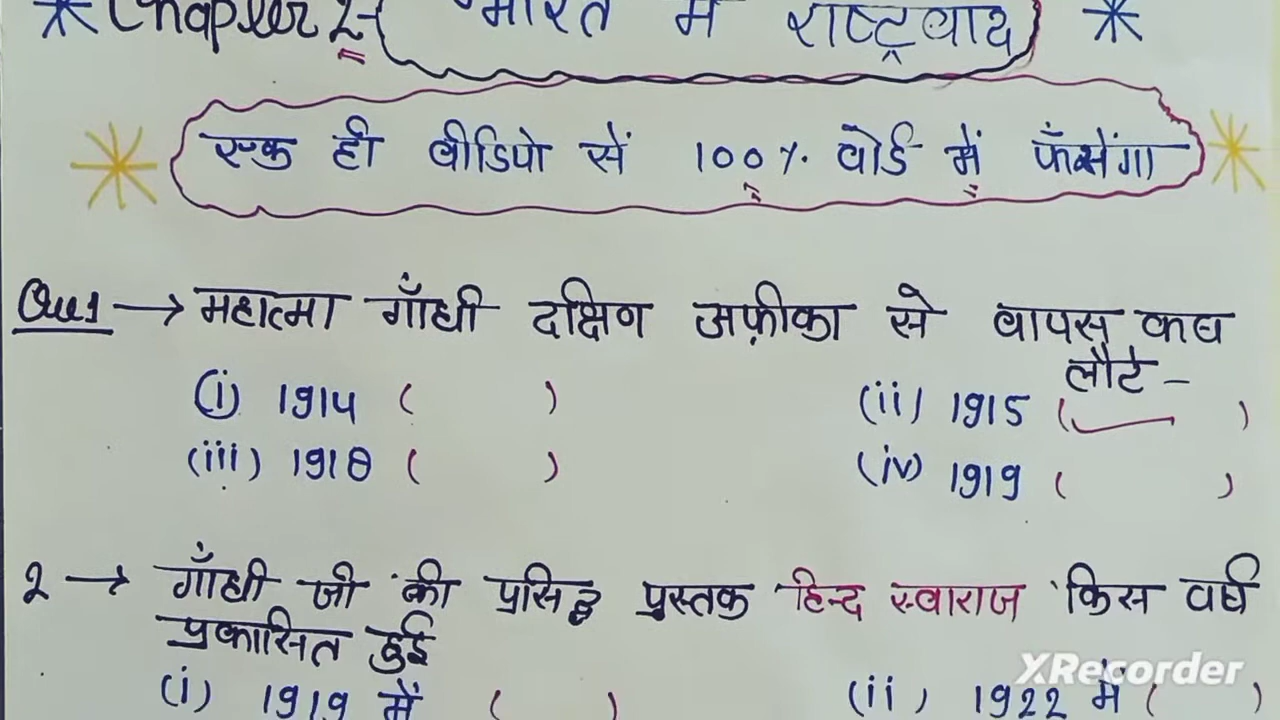 Chapter 2- भारत में राष्ट्रवाद
एक ही वीडियो सें 100% बोर्ड में फँसेंगा
Que1 → महात्मा गाँधी दक्षिण अफ़्रीका से वापस कब
लौटे -
(i) 1914 ( ) (ii) 1915 ( )
(iii) 1918 ( ) (iv) 1919 ( )
2 → गाँधी जी की प्रसिद्ध पुस्तक हिन्द स्वाराज किस वर्ष
प्रकासित हुई
(i) 1919 में ( ) (ii) 1922 में ( )
XRecorder